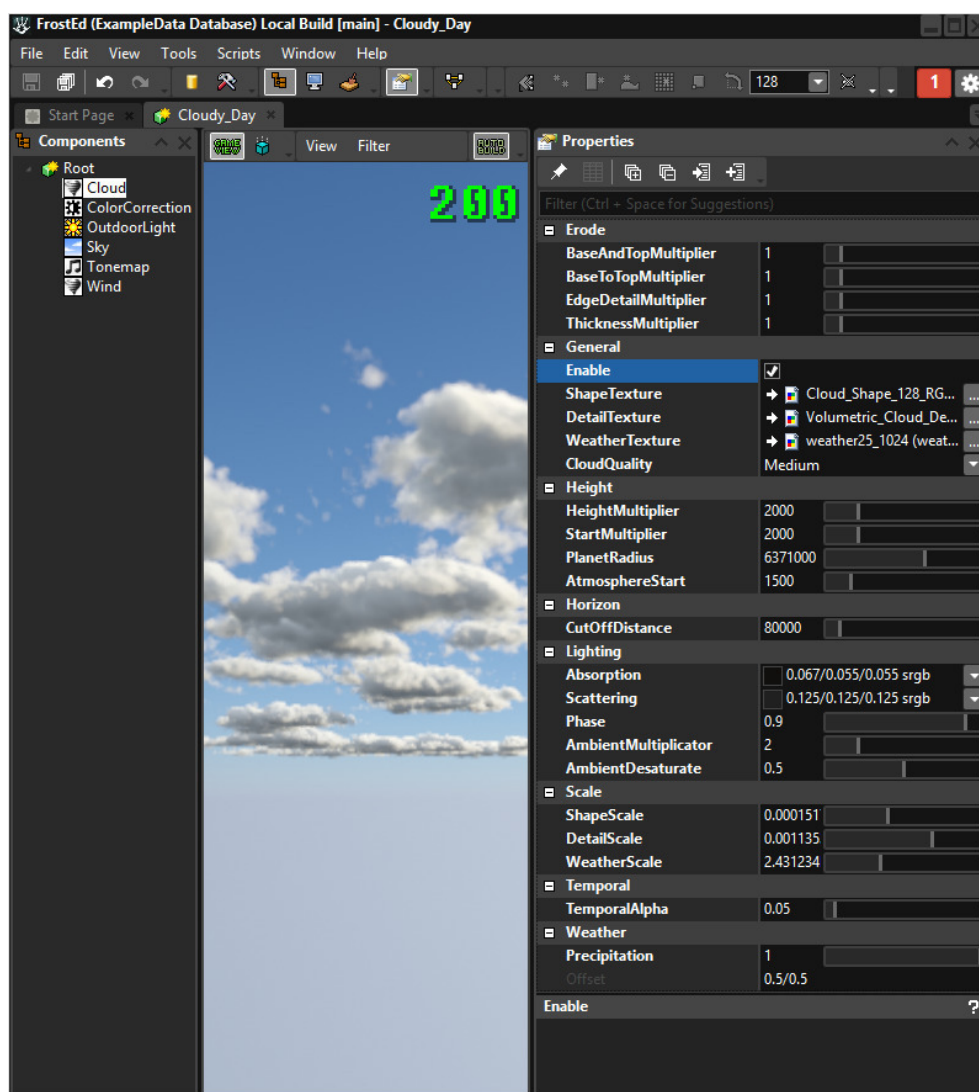 FrostEd (ExampleData Database) Local Build [main] - Cloudy_Day
File Edit View Tools Scripts Window Help
128 1
Start Page Cloudy_Day
Components
Root
Cloud
ColorCorrection
OutdoorLight
Sky
Tonemap
Wind
GAME VIEW View Filter AUTO BUILD
200
Properties
Filter (Ctrl + Space for Suggestions)
Erode
BaseAndTopMultiplier 1
BaseToTopMultiplier 1
EdgeDetailMultiplier 1
ThicknessMultiplier 1
General
Enable
ShapeTexture Cloud_Shape_128_RG... ...
DetailTexture Volumetric_Cloud_De... ...
WeatherTexture weather25_1024 (weat... ...
CloudQuality Medium
Height
HeightMultiplier 2000
StartMultiplier 2000
PlanetRadius 6371000
AtmosphereStart 1500
Horizon
CutOffDistance 80000
Lighting
Absorption 0.067/0.055/0.055 srgb
Scattering 0.125/0.125/0.125 srgb
Phase 0.9
AmbientMultiplicator 2
AmbientDesaturate 0.5
Scale
ShapeScale 0.000151
DetailScale 0.001135
WeatherScale 2.431234
Temporal
TemporalAlpha 0.05
Weather
Precipitation 1
Offset 0.5/0.5
Enable ?